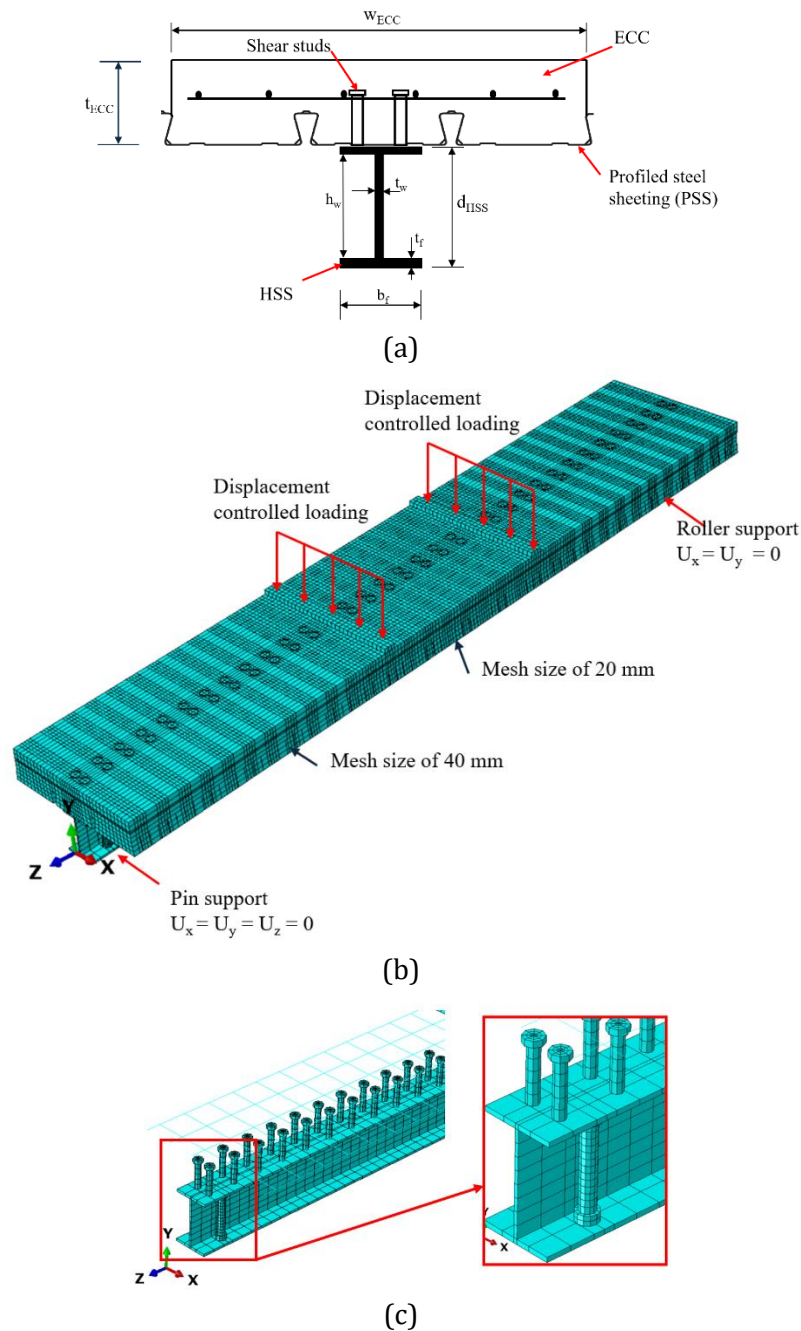 w_ECC
Shear studs
ECC
t_ECC
t_w
h_w
d_HSS
Profiled steel
sheeting (PSS)
t_f
HSS
b_f
(a)
Displacement
controlled loading
Displacement
controlled loading
Roller support
U_x = U_y = 0
Mesh size of 20 mm
Mesh size of 40 mm
Y
Z
X
Pin support
U_x = U_y = U_z = 0
(b)
Y
Z
X
Y
X
(c)